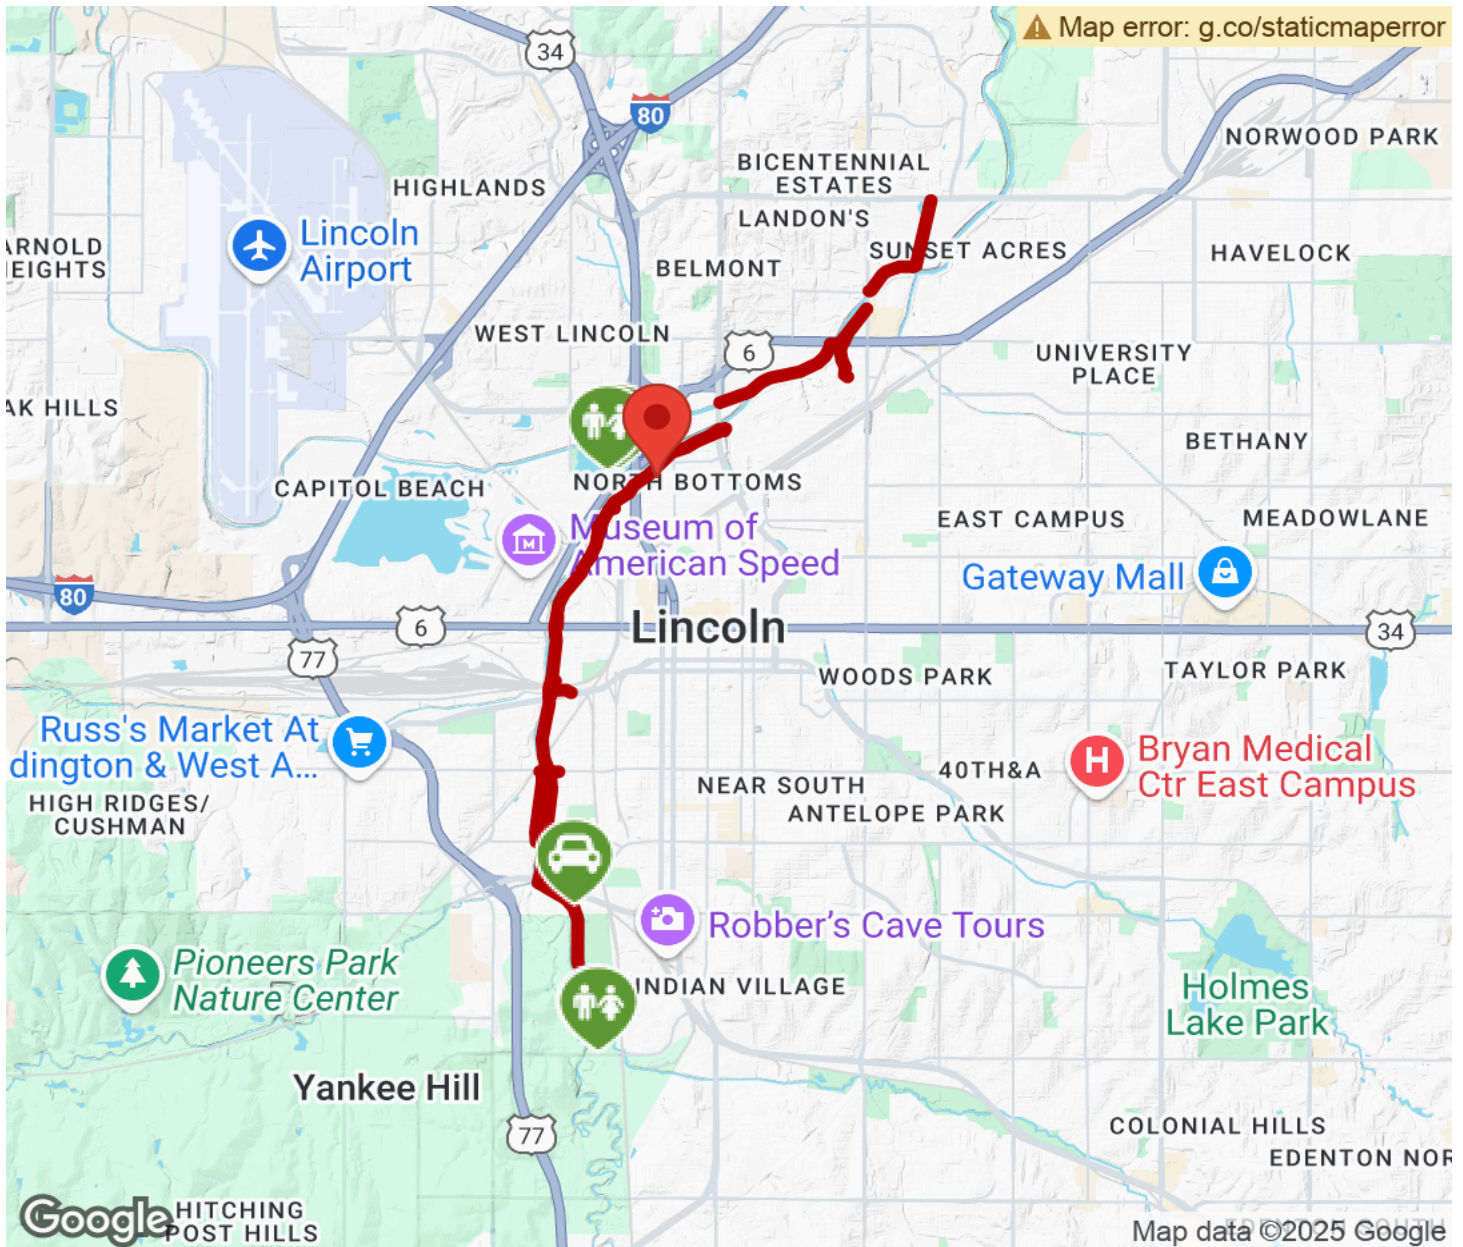 Map error: g.co/staticmaperror
34
80
NORWOOD PARK
BICENTENNIAL
ESTATES
HIGHLANDS
LANDON'S
Lincoln
Airport
ARNOLD
HEIGHTS
SUNSET ACRES
HAVELOCK
BELMONT
WEST LINCOLN
6
UNIVERSITY
PLACE
AK HILLS
BETHANY
NORTH BOTTOMS
CAPITOL BEACH
EAST CAMPUS
MEADOWLANE
Museum of
American Speed
Gateway Mall
80
6
Lincoln
34
77
WOODS PARK
TAYLOR PARK
Russ's Market At
dington & West A...
Bryan Medical
Ctr East Campus
H
40TH&A
NEAR SOUTH
ANTELOPE PARK
HIGH RIDGES/
CUSHMAN
Robber's Cave Tours
Pioneers Park
Nature Center
INDIAN VILLAGE
Holmes
Lake Park
Yankee Hill
77
COLONIAL HILLS
EDENTON NOR
HITCHING
POST HILLS
Google
Map data ©2025 Google